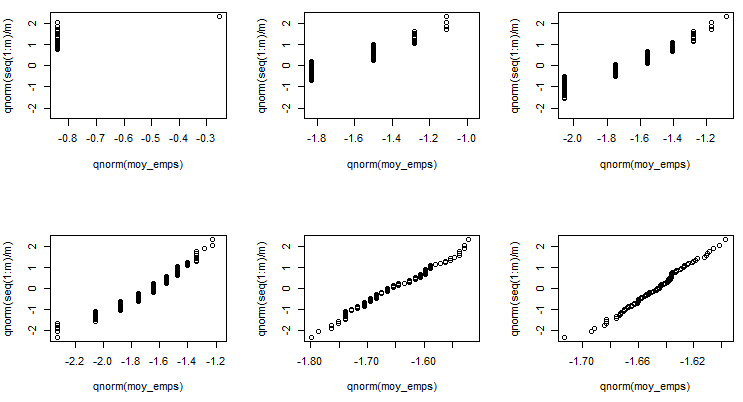 qnorm(seq(1:m)/m)
2
1
0
-1
-2
-0.8 -0.7 -0.6 -0.5 -0.4 -0.3
qnorm(moy_emps)
qnorm(seq(1:m)/m)
2
1
0
-1
-2
-1.8 -1.6 -1.4 -1.2 -1.0
qnorm(moy_emps)
qnorm(seq(1:m)/m)
2
1
0
-1
-2
-2.0 -1.8 -1.6 -1.4 -1.2
qnorm(moy_emps)
qnorm(seq(1:m)/m)
2
1
0
-1
-2
-2.2 -2.0 -1.8 -1.6 -1.4 -1.2
qnorm(moy_emps)
qnorm(seq(1:m)/m)
2
1
0
-1
-2
-1.80 -1.70 -1.60
qnorm(moy_emps)
qnorm(seq(1:m)/m)
2
1
0
-1
-2
-1.70 -1.66 -1.62
qnorm(moy_emps)